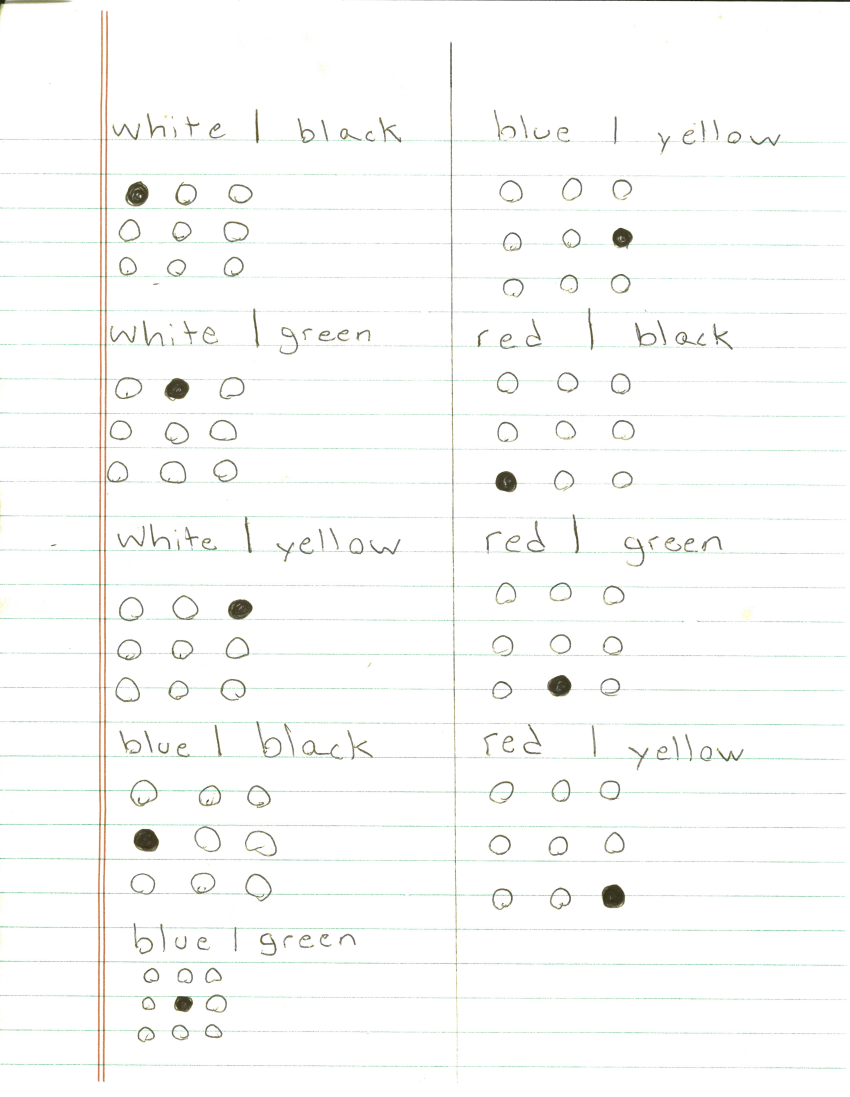 white | black
white | green
white | yellow
blue | black
blue | green
blue | yellow
red | black
red | green
red | yellow